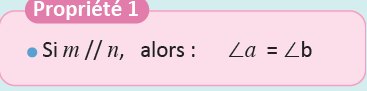 Propriété 1
• Si m // n, alors : ∠a = ∠b